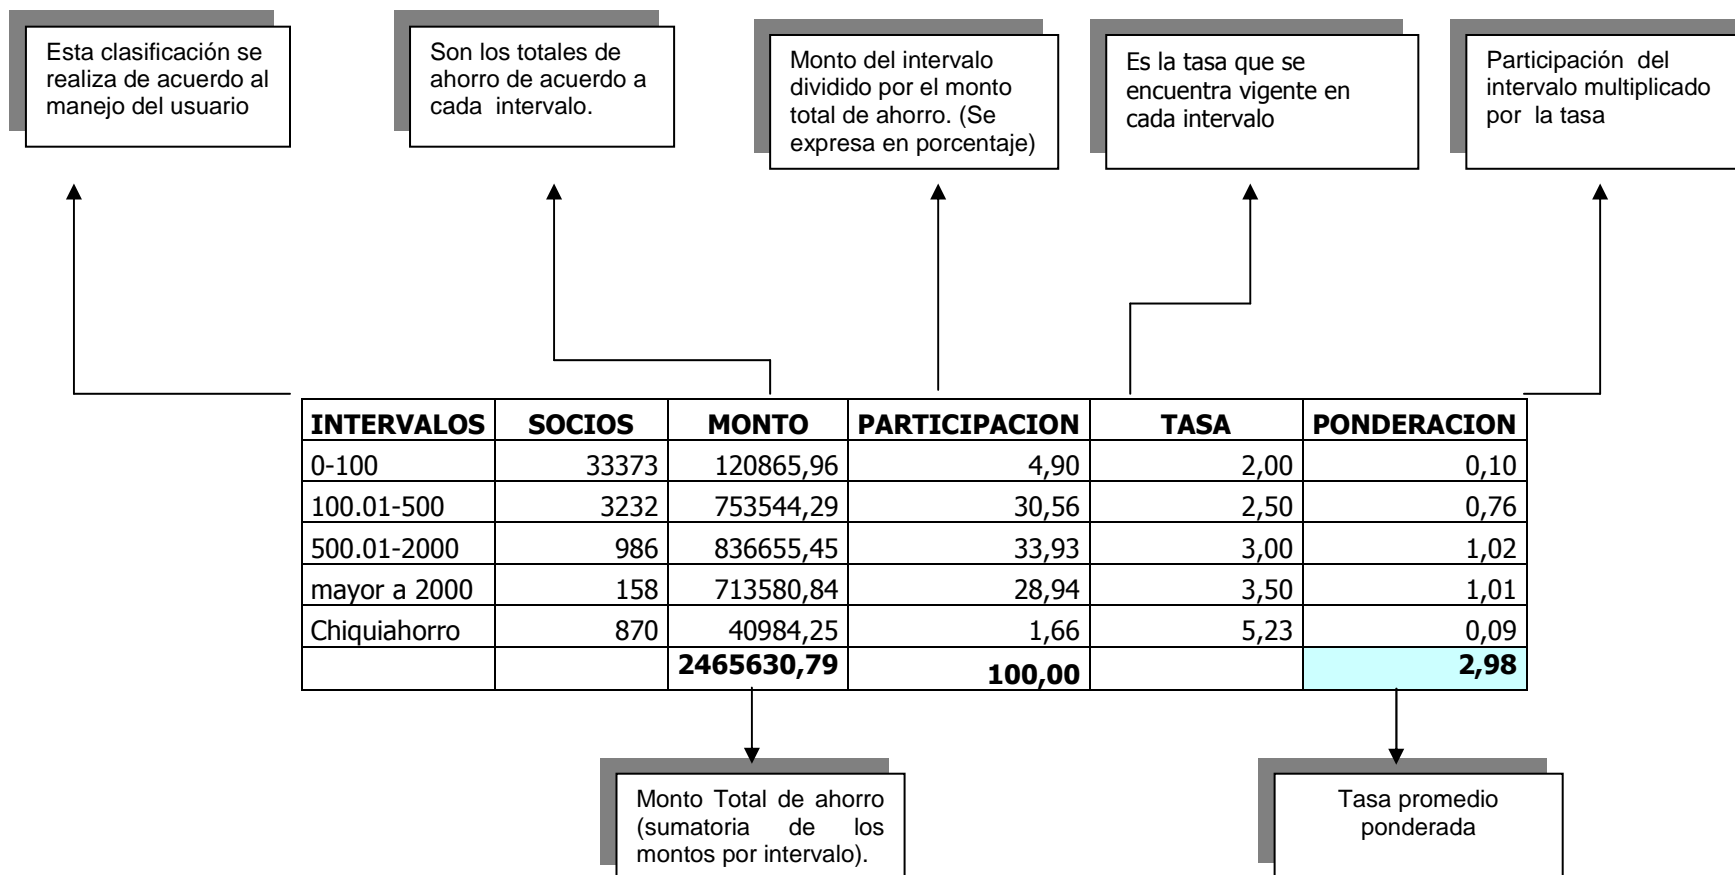 Esta clasificación se
realiza de acuerdo al
manejo del usuario
Son los totales de
ahorro de acuerdo a
cada intervalo.
Monto del intervalo
dividido por el monto
total de ahorro. (Se
expresa en porcentaje)
Es la tasa que se
encuentra vigente en
cada intervalo
Participación del
intervalo multiplicado
por la tasa
INTERVALOS SOCIOS MONTO PARTICIPACION TASA PONDERACION
0-100 33373 120865,96 4,90 2,00 0,10
100.01-500 3232 753544,29 30,56 2,50 0,76
500.01-2000 986 836655,45 33,93 3,00 1,02
mayor a 2000 158 713580,84 28,94 3,50 1,01
Chiquiahorro 870 40984,25 1,66 5,23 0,09
2465630,79 100,00 2,98
Monto Total de ahorro
(sumatoria de los
montos por intervalo).
Tasa promedio
ponderada